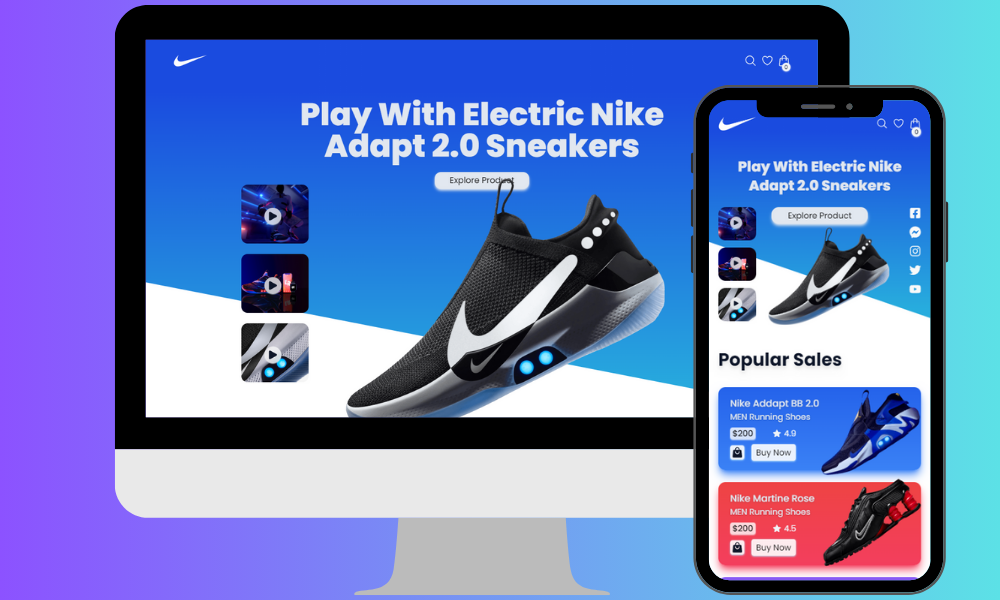 0
Play With Electric Nike
Adapt 2.0 Sneakers
Explore Product
0
Play With Electric Nike
Adapt 2.0 Sneakers
Explore Product
Popular Sales
Nike Addapt BB 2.0
MEN Running Shoes
$200 4.9
Buy Now
Nike Martine Rose
MEN Running Shoes
$200 4.5
Buy Now